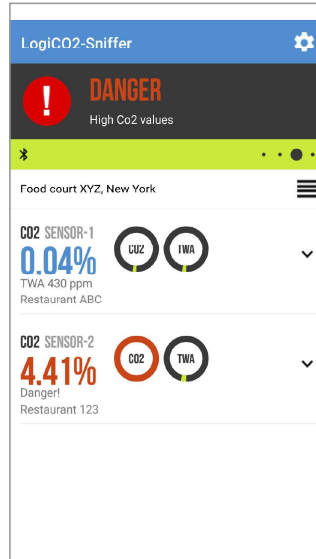 LogiCO2-Sniffer
!
DANGER
High Co2 values
Food court XYZ, New York
CO2 SENSOR-1
0.04%
CO2 TWA
TWA 430 ppm
Restaurant ABC
CO2 SENSOR-2
4.41%
CO2 TWA
Danger!
Restaurant 123